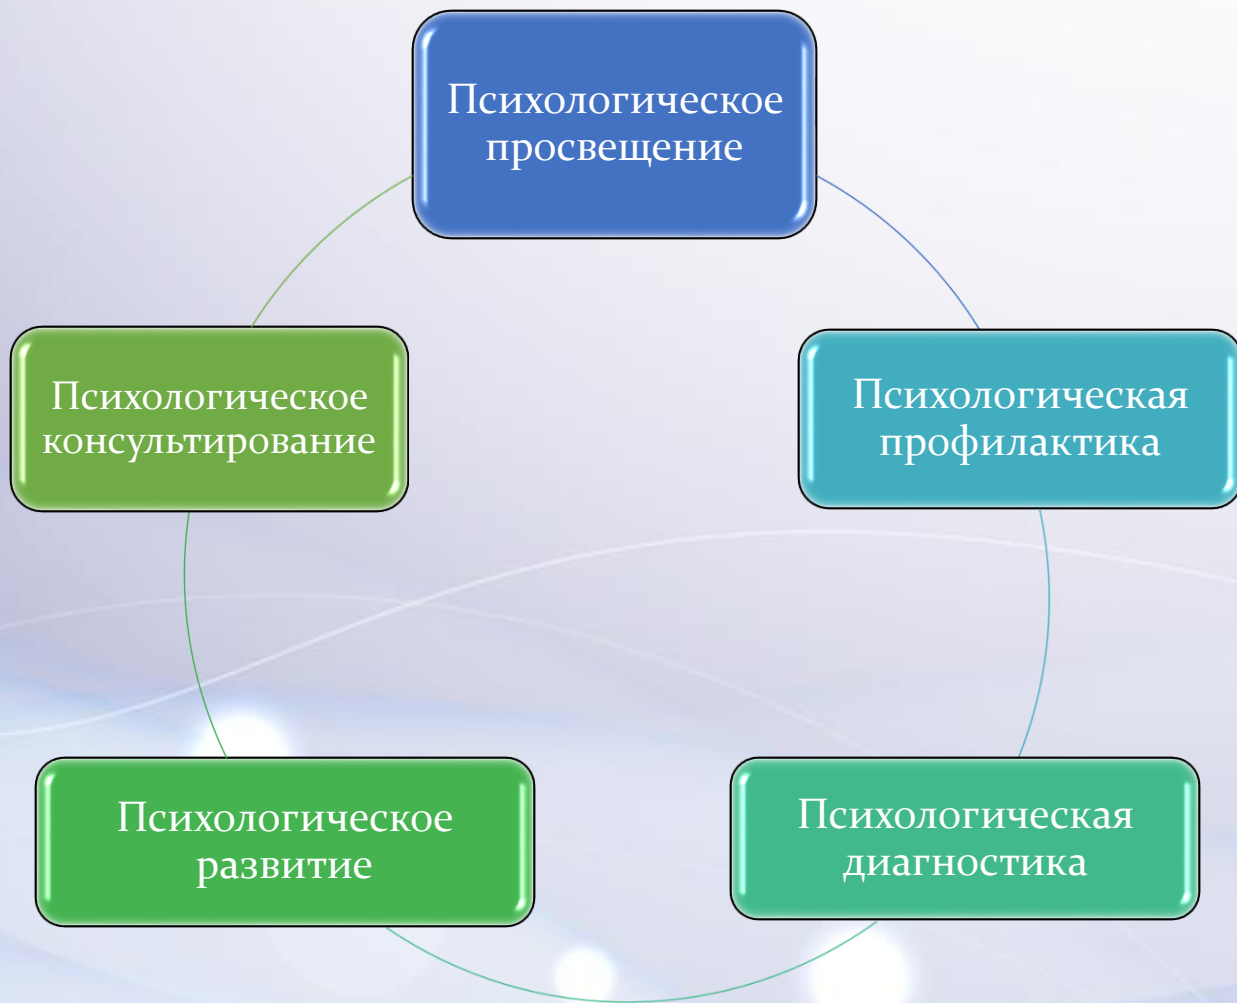 Психологическое
просвещение
Психологическое
консультирование
Психологическая
профилактика
Психологическое
развитие
Психологическая
диагностика